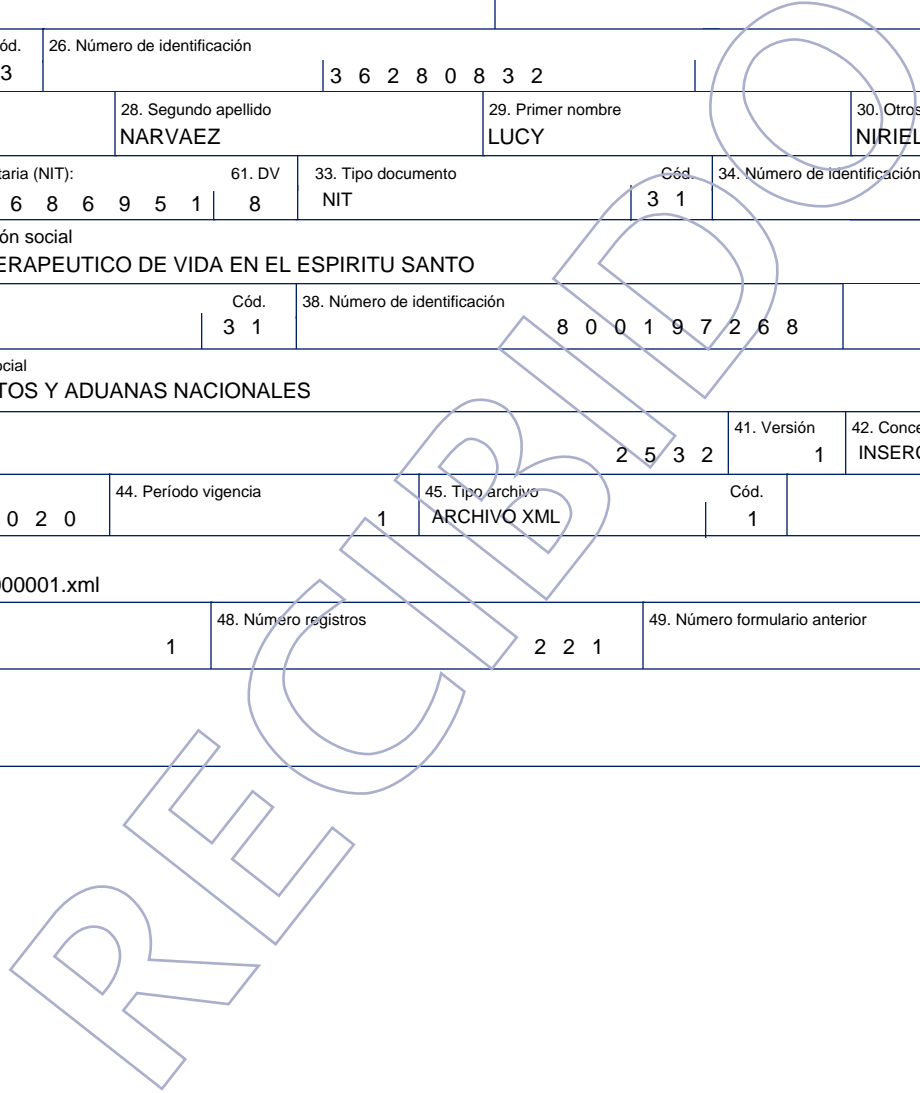 ód. 26. Número de identificación
3 3 6 2 8 0 8 3 2
28. Segundo apellido 29. Primer nombre 30. Otros
NARVAEZ LUCY NIRIEL
taria (NIT): 61. DV 33. Tipo documento Cód. 34. Número de identificación
6 8 6 9 5 1 8 NIT 3 1
ón social
ERAPEUTICO DE VIDA EN EL ESPIRITU SANTO
Cód. 38. Número de identificación
3 1 8 0 0 1 9 7 2 6 8
ocial
TOS Y ADUANAS NACIONALES
41. Versión 42. Conce
2 5 3 2 1 INSERC
44. Período vigencia 45. Tipo archivo Cód.
0 2 0 1 ARCHIVO XML 1
000001.xml
48. Número registros 49. Número formulario anterior
1 2 2 1
RECIBIDO